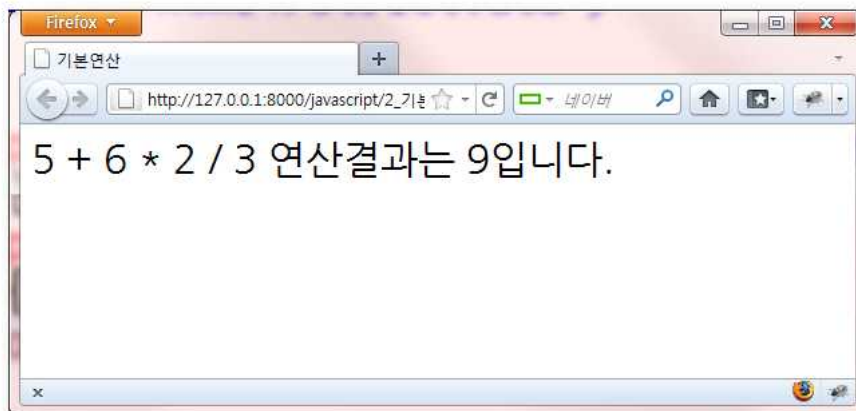 Firefox
기본연산
http://127.0.0.1:8000/javascript/2_기본
네이버
5 + 6 * 2 / 3 연산결과는 9입니다.